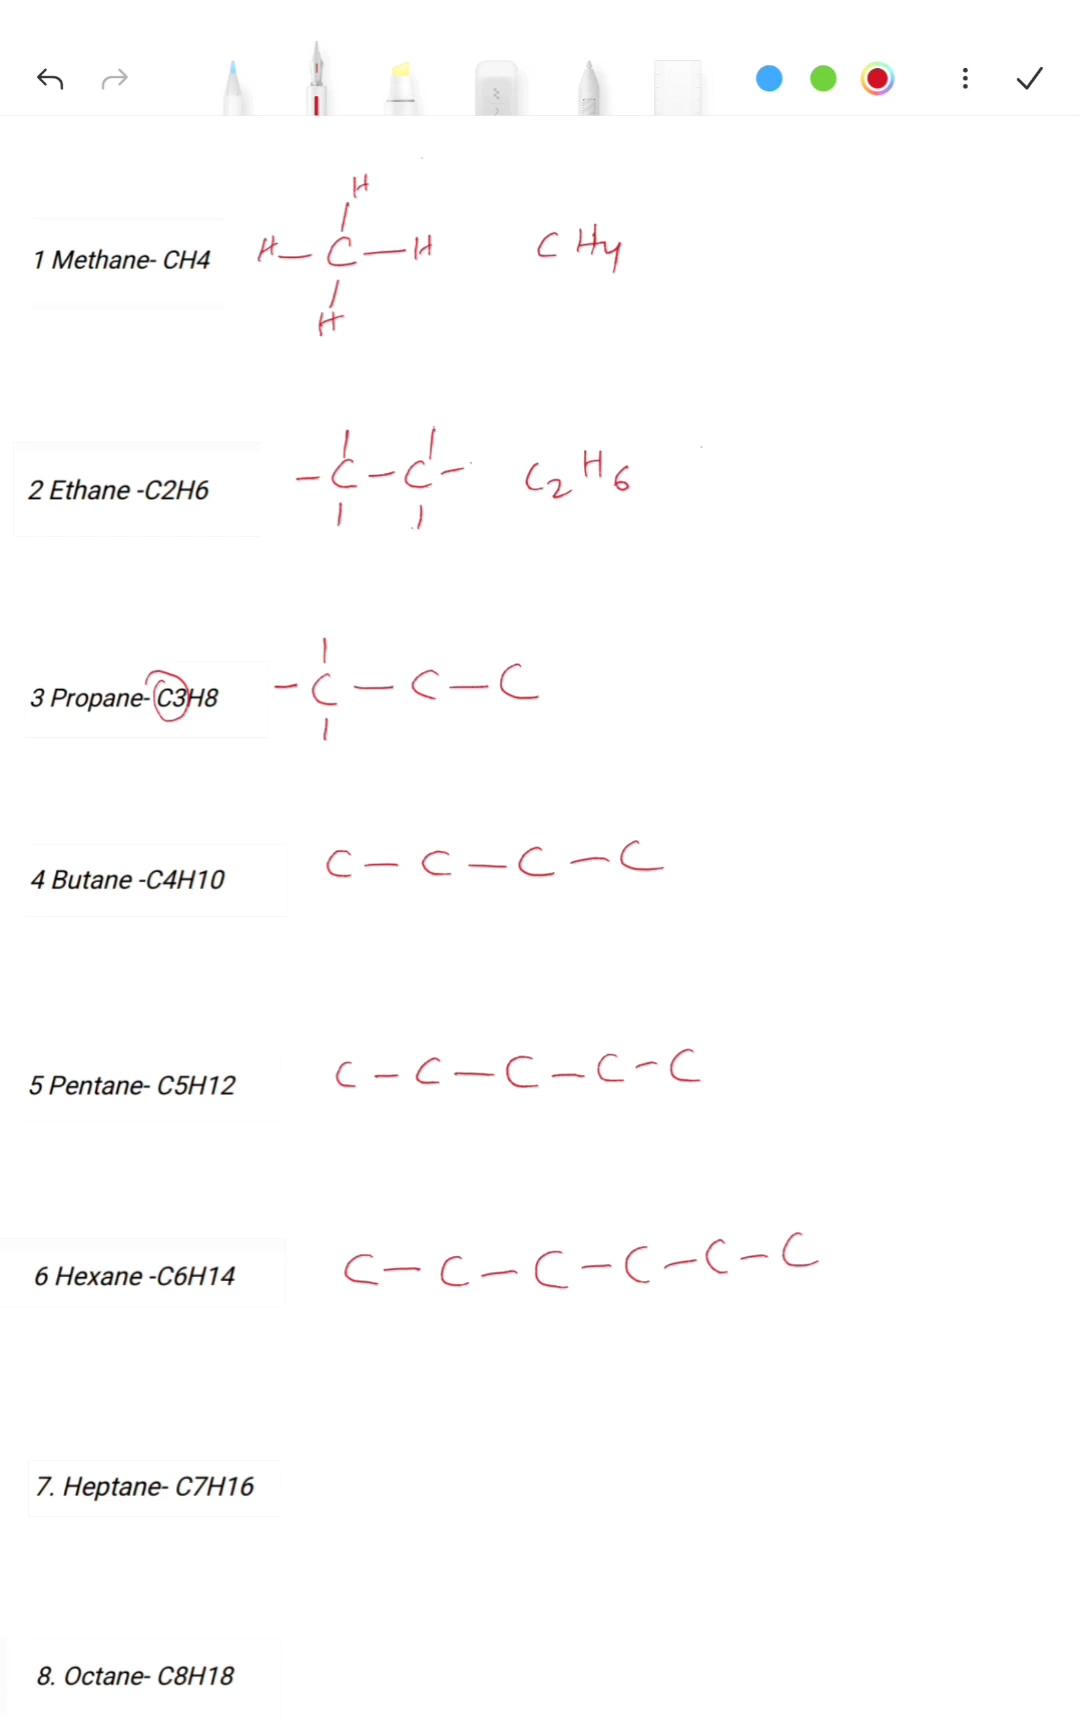 H
1 Methane- CH4 H-C-H CH4
H
2 Ethane -C2H6 -C-C- C2H6
3 Propane-C3H8 -C-C-C
4 Butane -C4H10 C-C-C-C
5 Pentane- C5H12 C-C-C-C-C
6 Hexane -C6H14 C-C-C-C-C-C
7. Heptane- C7H16
8. Octane- C8H18